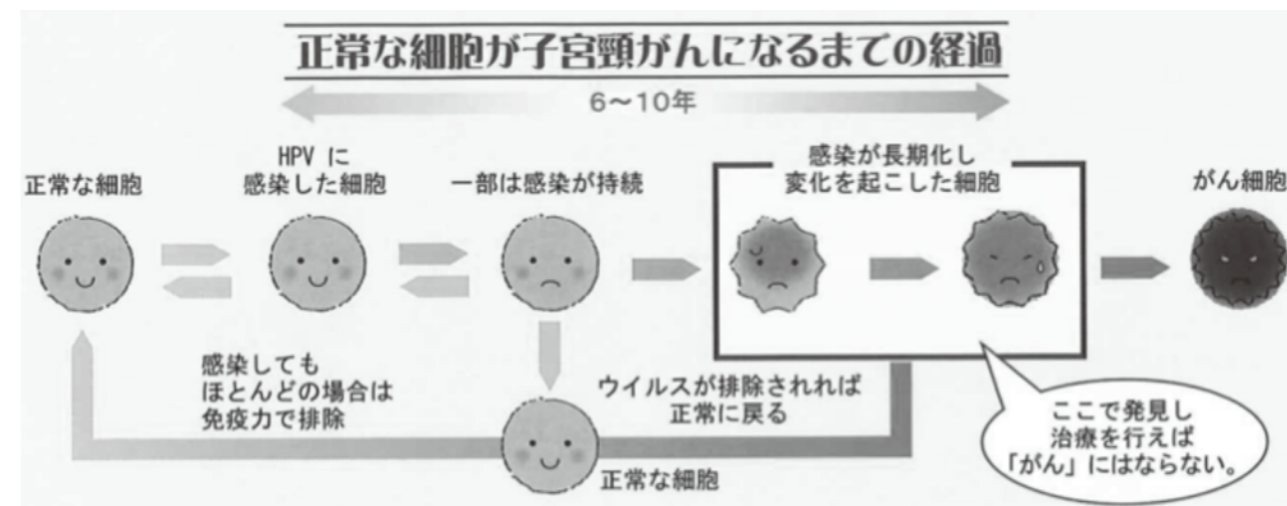 正常な細胞が子宮頸がんになるまでの経過
6〜10年
正常な細胞
HPV に
感染した細胞
一部は感染が持続
感染が長期化し
変化を起こした細胞
がん細胞
感染しても
ほとんどの場合は
免疫力で排除
ウイルスが排除されれば
正常に戻る
正常な細胞
ここで発見し
治療を行えば
「がん」にはならない。